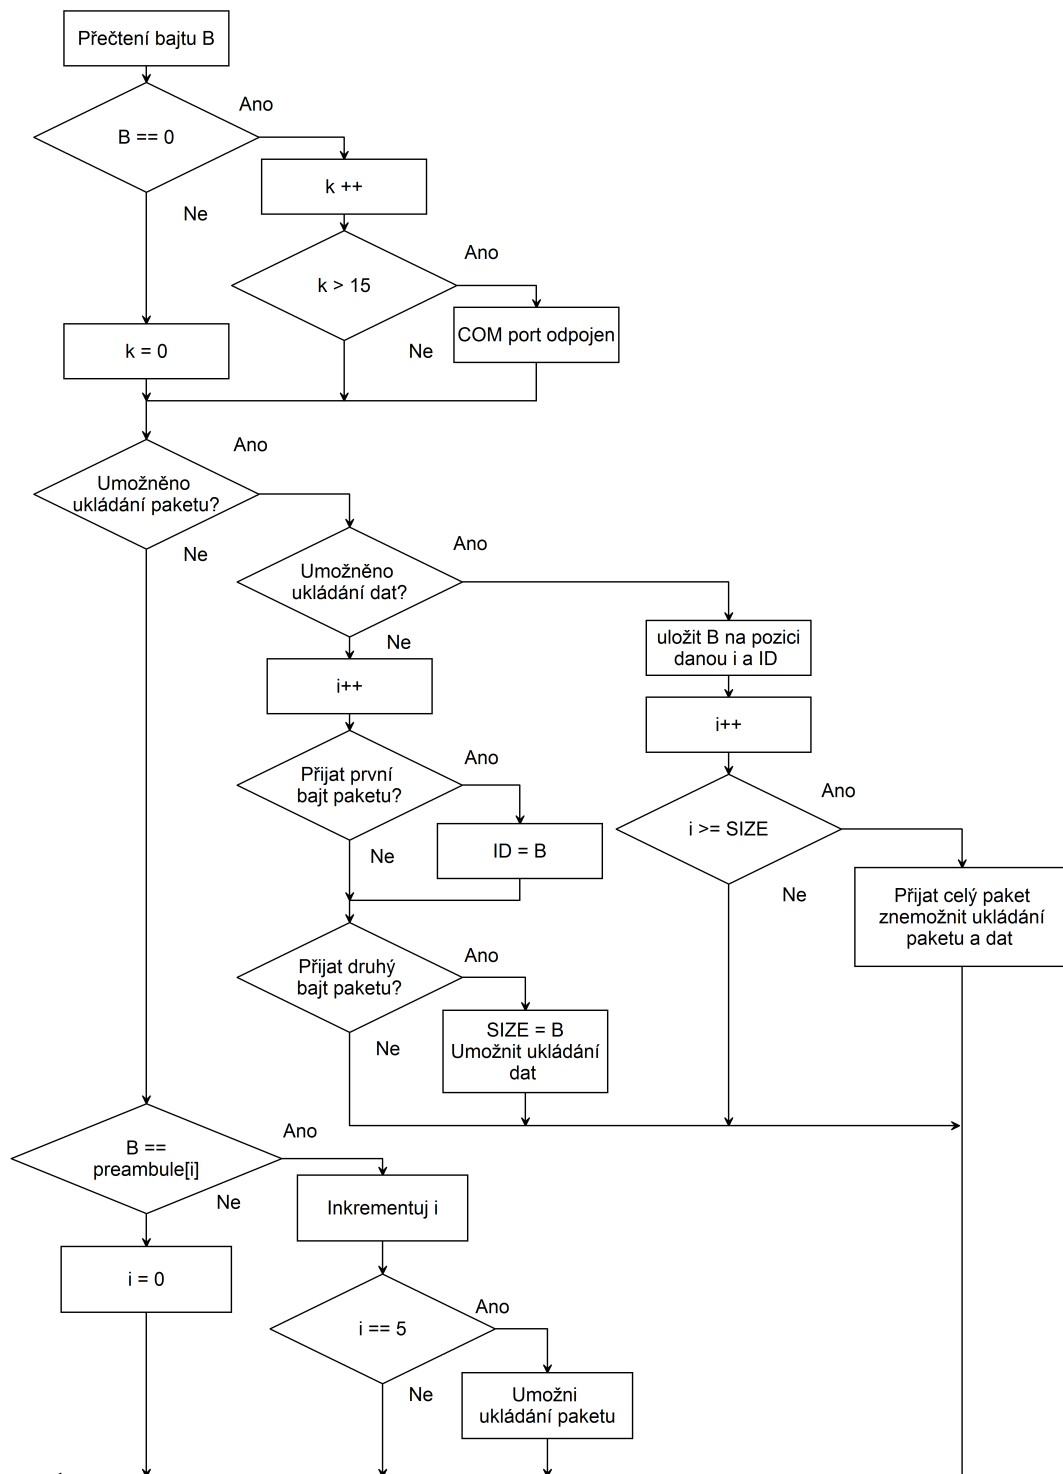 Přečtení bajtu B
Ano
B == 0
k ++
Ne
Ano
k > 15
COM port odpojen
k = 0
Ne
Ano
Umožněno
ukládání paketu?
Ne
Ano
Umožněno
ukládání dat?
uložit B na pozici
danou i a ID
Ne
i++
i++
Ano
Přijat první
bajt paketu?
Ano
i >= SIZE
ID = B
Ne
Ne
Přijat celý paket
znemožnit ukládání
paketu a dat
Ano
Přijat druhý
bajt paketu?
SIZE = B
Umožnit ukládání
dat
Ne
Ano
B ==
preambule[i]
Ne
Inkrementuj i
i = 0
Ano
i == 5
Ne
Umožni
ukládání paketu